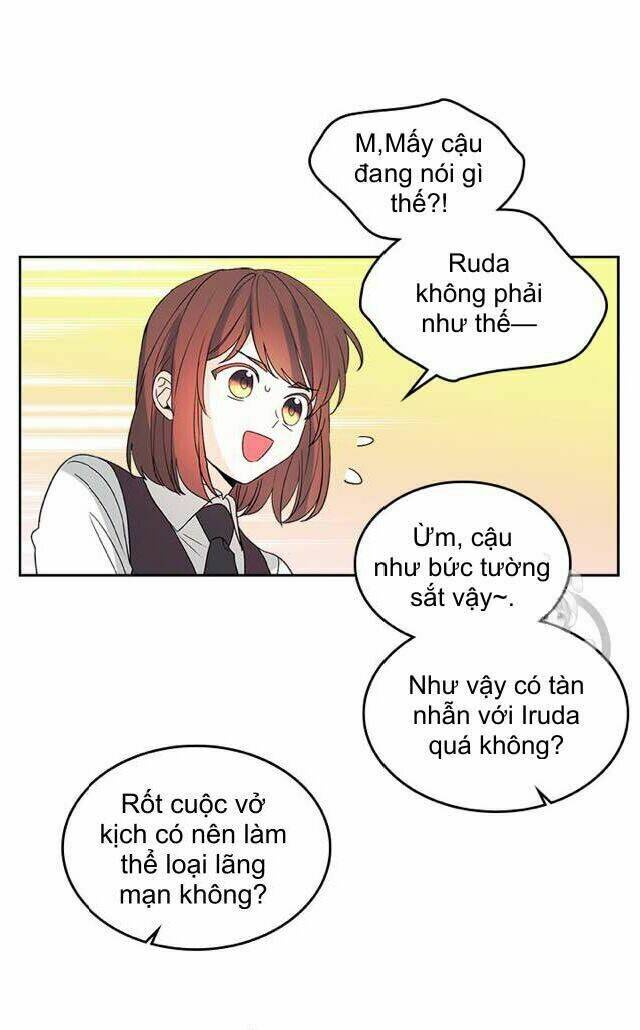 M,Mấy cậu
đang nói gì
thế?!
Ruda
không phải
như thế—
Ừm, cậu
như bức tường
sắt vậy~.
Như vậy có tàn
nhẫn với Iruda
quá không?
Rốt cuộc vở
kịch có nên làm
thể loại lãng
mạn không?